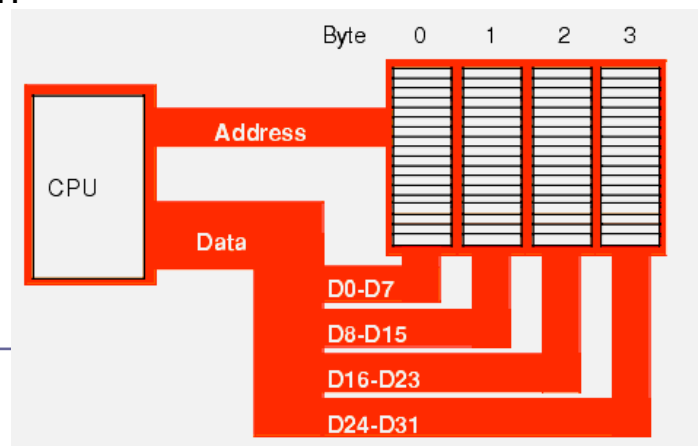 Byte 0 1 2 3
Address
CPU
Data
D0-D7
D8-D15
D16-D23
D24-D31